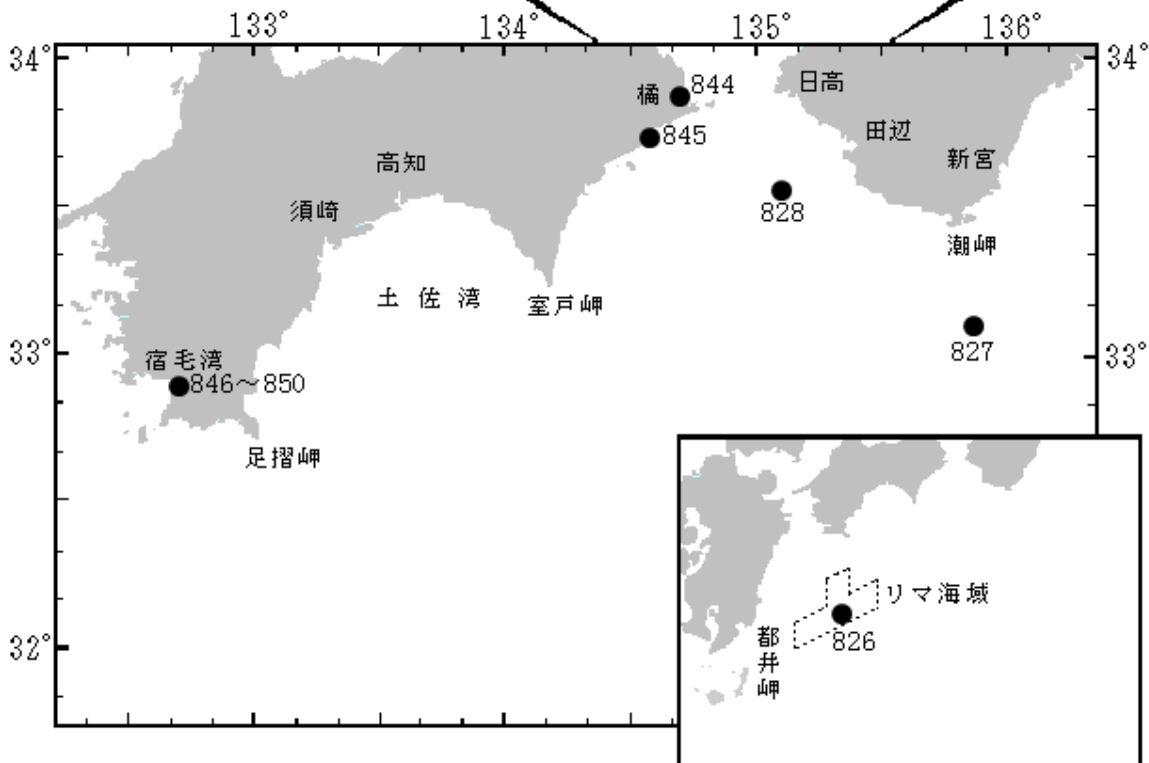 133° 134° 135° 136°
34° 34°
日高
橘 844
845
田辺
高知
新宮
須崎
828
潮岬
土佐湾
室戸岬
33° 33°
827
宿毛湾
846～850
足摺岬
リマ海域
826
都井岬
32°